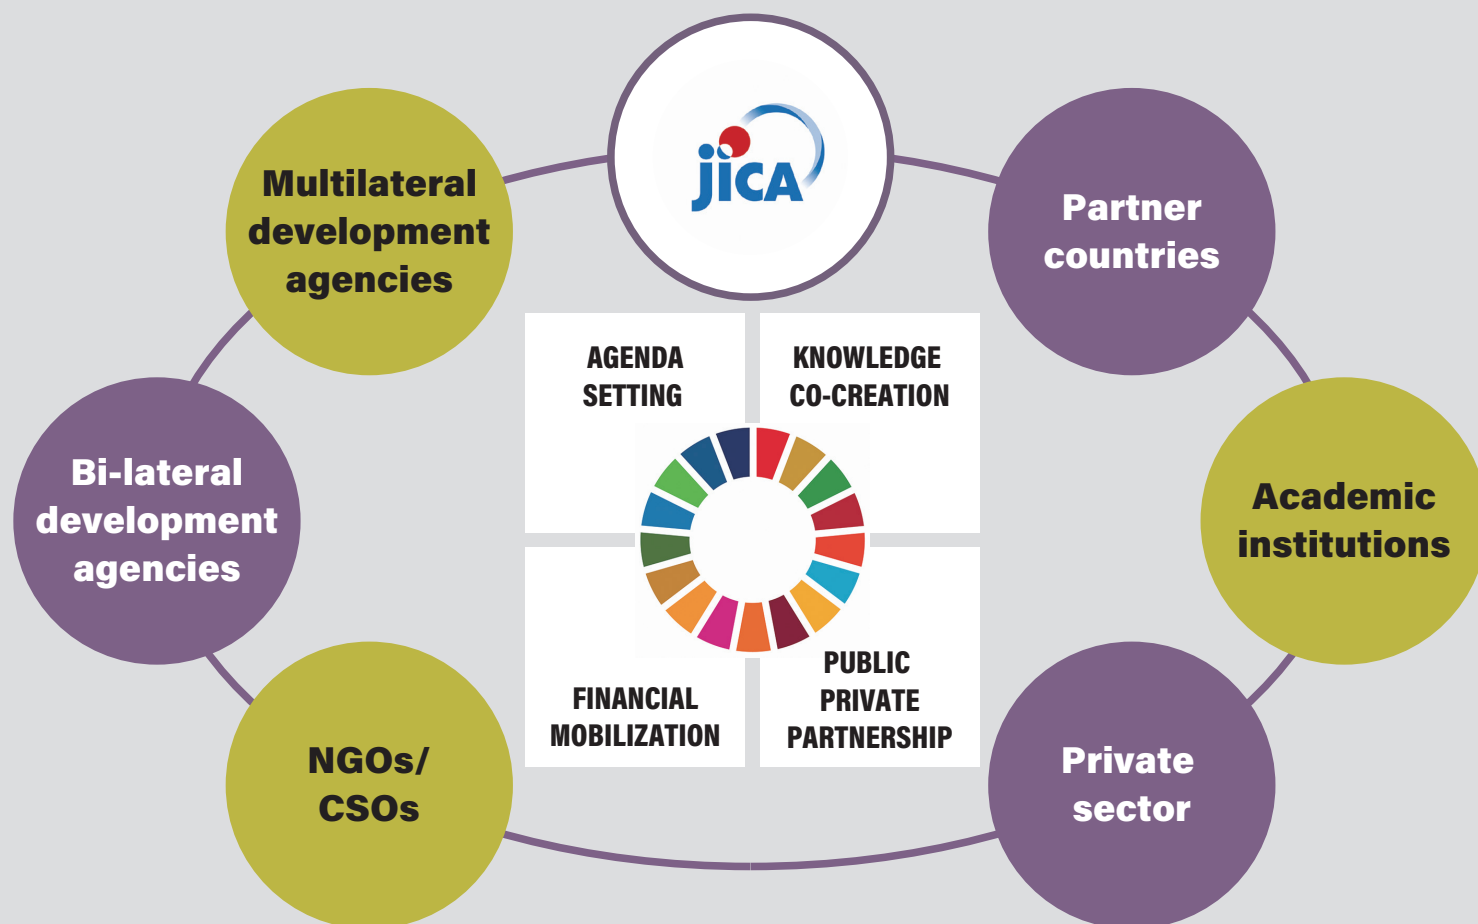 jica
Multilateral
development
agencies
Partner
countries
AGENDA
SETTING
KNOWLEDGE
CO-CREATION
Bi-lateral
development
agencies
Academic
institutions
FINANCIAL
MOBILIZATION
PUBLIC
PRIVATE
PARTNERSHIP
NGOs/
CSOs
Private
sector